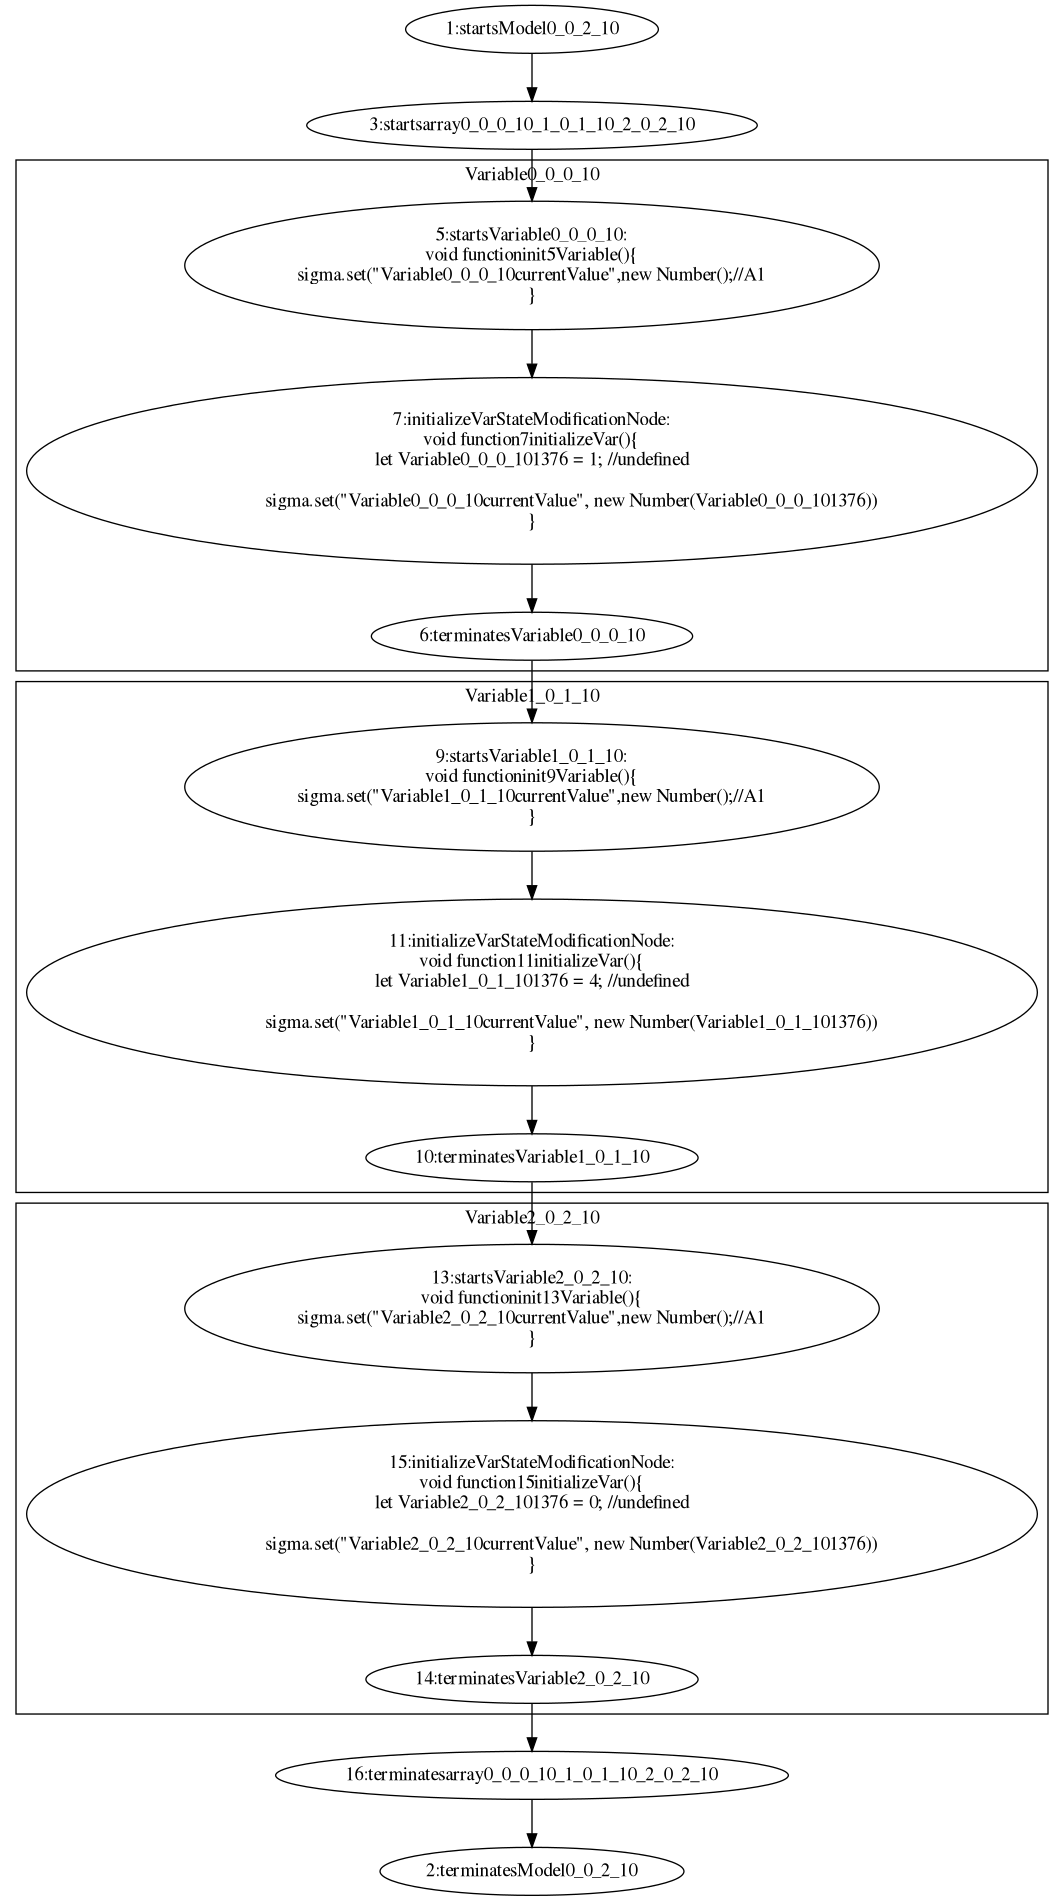 1:startsModel0_0_2_10
3:startsarray0_0_0_10_1_0_1_10_2_0_2_10
Variable0_0_0_10
5:startsVariable0_0_0_10:
void functioninit5Variable(){
sigma.set("Variable0_0_0_10currentValue",new Number();//A1
}
7:initializeVarStateModificationNode:
void function7initializeVar(){
let Variable0_0_0_101376 = 1; //undefined
sigma.set("Variable0_0_0_10currentValue", new Number(Variable0_0_0_101376))
}
6:terminatesVariable0_0_0_10
Variable1_0_1_10
9:startsVariable1_0_1_10:
void functioninit9Variable(){
sigma.set("Variable1_0_1_10currentValue",new Number();//A1
}
11:initializeVarStateModificationNode:
void function11initializeVar(){
let Variable1_0_1_101376 = 4; //undefined
sigma.set("Variable1_0_1_10currentValue", new Number(Variable1_0_1_101376))
}
10:terminatesVariable1_0_1_10
Variable2_0_2_10
13:startsVariable2_0_2_10:
void functioninit13Variable(){
sigma.set("Variable2_0_2_10currentValue",new Number();//A1
}
15:initializeVarStateModificationNode:
void function15initializeVar(){
let Variable2_0_2_101376 = 0; //undefined
sigma.set("Variable2_0_2_10currentValue", new Number(Variable2_0_2_101376))
}
14:terminatesVariable2_0_2_10
16:terminatesarray0_0_0_10_1_0_1_10_2_0_2_10
2:terminatesModel0_0_2_10